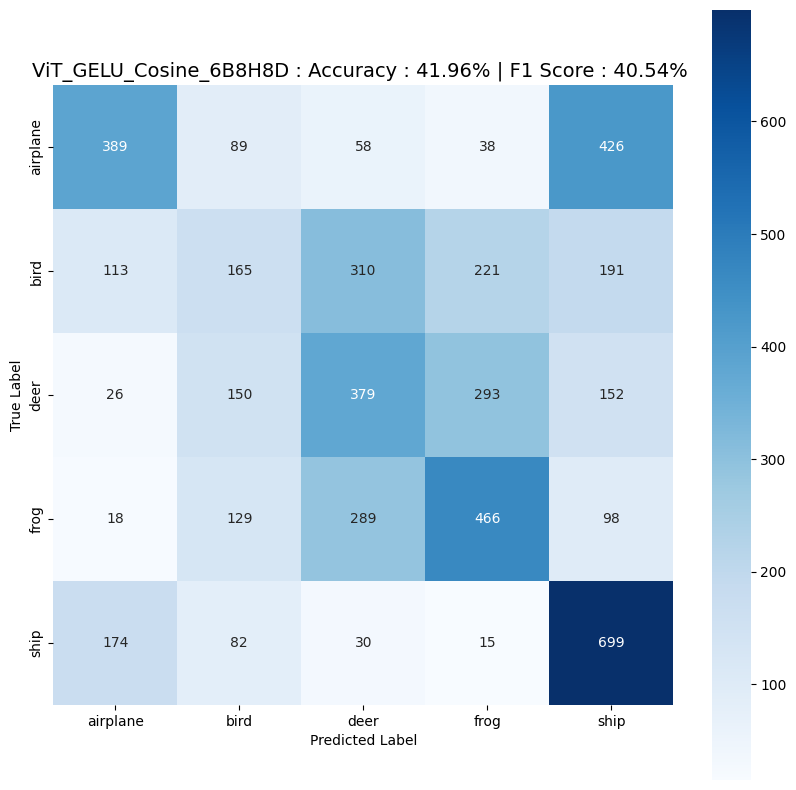 ViT_GELU_Cosine_6B8H8D : Accuracy : 41.96% | F1 Score : 40.54%
airplane 389 89 58 38 426
bird 113 165 310 221 191
deer 26 150 379 293 152
frog 18 129 289 466 98
ship 174 82 30 15 699
airplane bird deer frog ship
True Label
Predicted Label
600
500
400
300
200
100